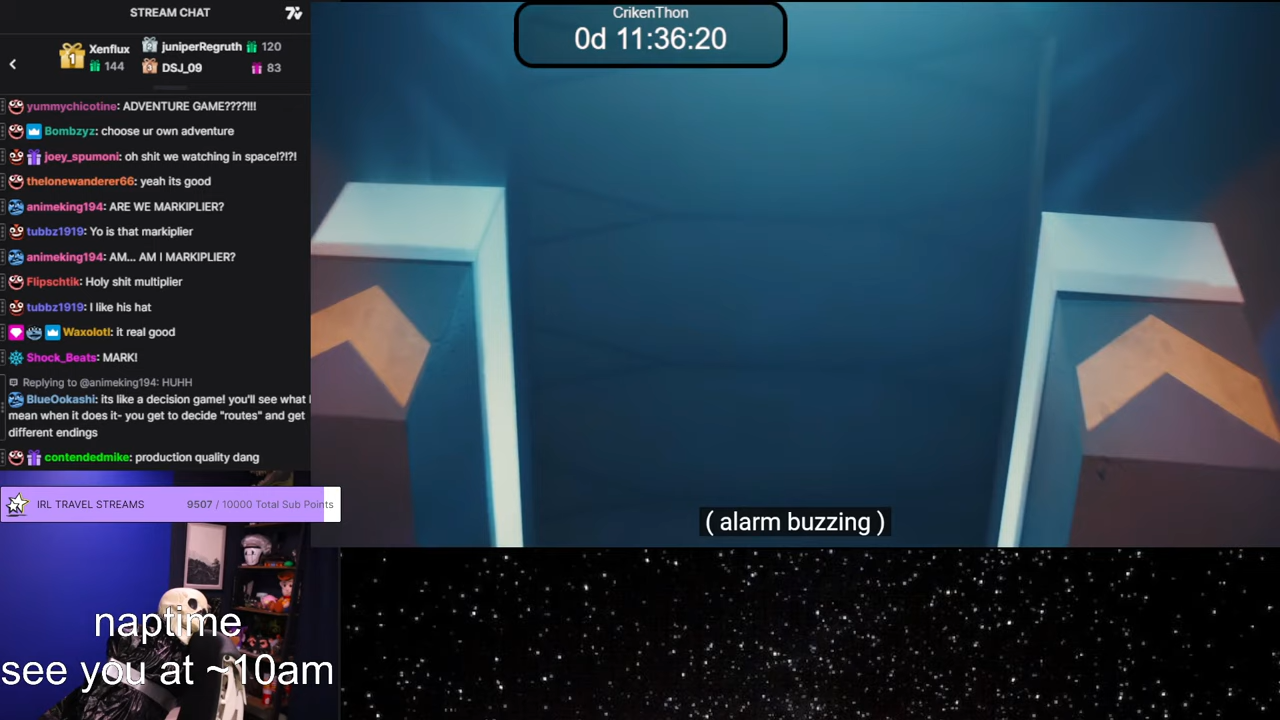 STREAM CHAT
1 Xenflux
144
2 juniperRegruth 120
3 DSJ_09 83
CrikenThon
0d 11:36:20
yummychicotine: ADVENTURE GAME????!!!
Bombzyz: choose ur own adventure
joey_spumoni: oh shit we watching in space!?!?!
thelonewanderer66: yeah its good
animeking194: ARE WE MARKIPLIER?
tubbz1919: Yo is that markiplier
animeking194: AM... AM I MARKIPLIER?
Flipschtik: Holy shit multiplier
tubbz1919: I like his hat
Waxolotl: it real good
Shock_Beats: MARK!
Replying to @animeking194: HUHH
BlueOokashi: its like a decision game! you'll see what I
mean when it does it- you get to decide "routes" and get
different endings
contendedmike: production quality dang
IRL TRAVEL STREAMS 9507 / 10000 Total Sub Points
( alarm buzzing )
naptime
see you at ~10am